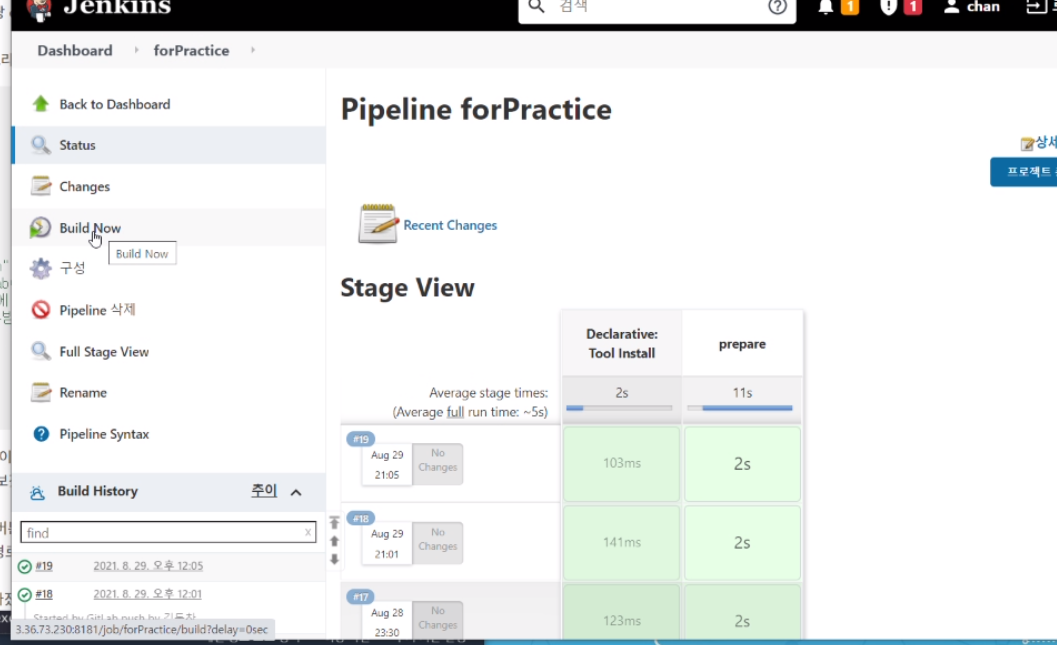 Jenkins
검색
1
1
chan
Dashboard
forPractice
Back to Dashboard
Status
Changes
Build Now
Build Now
구성
Pipeline 삭제
Full Stage View
Rename
Pipeline Syntax
Build History
추이
find
x
#19
2021. 8. 29. 오후 12:05
#18
2021. 8. 29. 오후 12:01
Started by GitLab push by
3.36.73.230:8181/job/forPractice/build?delay=0sec
Pipeline forPractice
상세
프로젝트
Recent Changes
Stage View
Declarative:
Tool Install
prepare
Average stage times:
2s
11s
(Average full run time: ~5s)
#19
Aug 29
21:05
No
Changes
103ms
2s
#18
Aug 29
21:01
No
Changes
141ms
2s
#17
Aug 28
23:30
No
Changes
123ms
2s